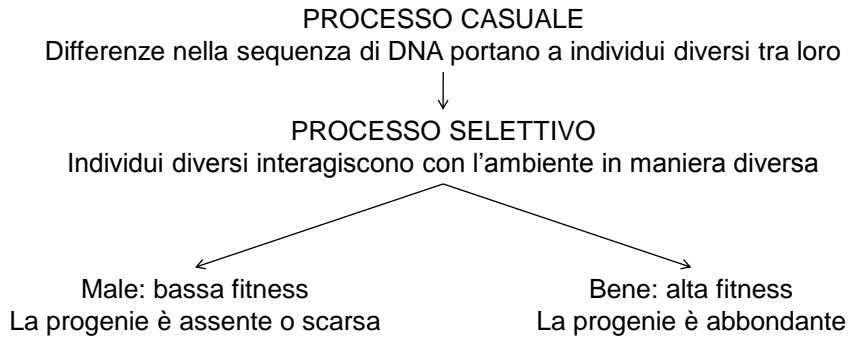 PROCESSO CASUALE
Differenze nella sequenza di DNA portano a individui diversi tra loro
PROCESSO SELETTIVO
Individui diversi interagiscono con l’ambiente in maniera diversa
Male: bassa fitness
La progenie è assente o scarsa
Bene: alta fitness
La progenie è abbondante